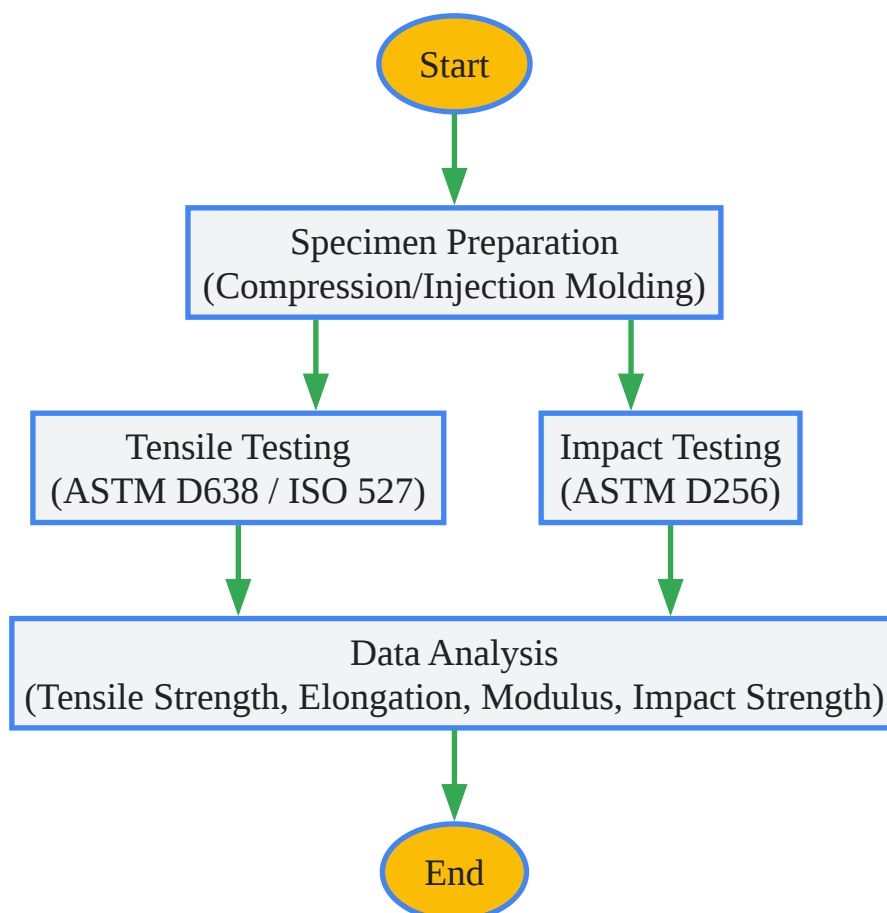 Start
Specimen Preparation
(Compression/Injection Molding)
Tensile Testing
(ASTM D638 / ISO 527)
Impact Testing
(ASTM D256)
Data Analysis
(Tensile Strength, Elongation, Modulus, Impact Strength)
End